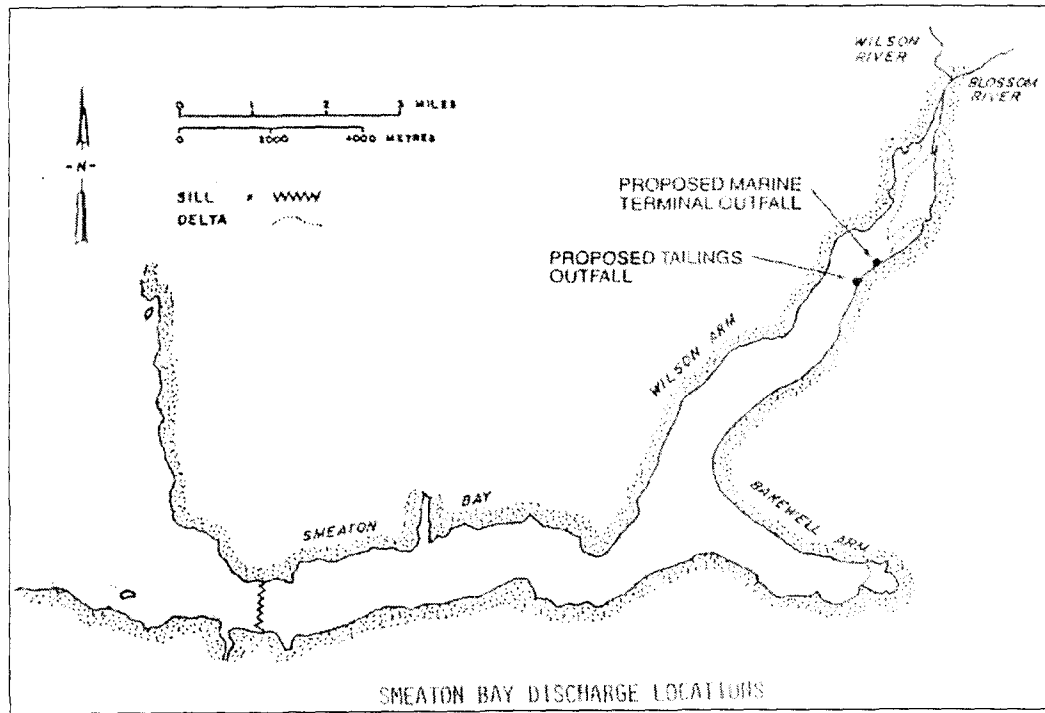 WILSON
RIVER
BLOSSOM
RIVER
0 1 2 3 MILES
0 2000 4000 METRES
-N-
SILL
DELTA
PROPOSED MARINE
TERMINAL OUTFALL
PROPOSED TAILINGS
OUTFALL
WILSON ARM
SMEATON BAY
BAKEWELL ARM
SMEATON BAY DISCHARGE LOCATIONS